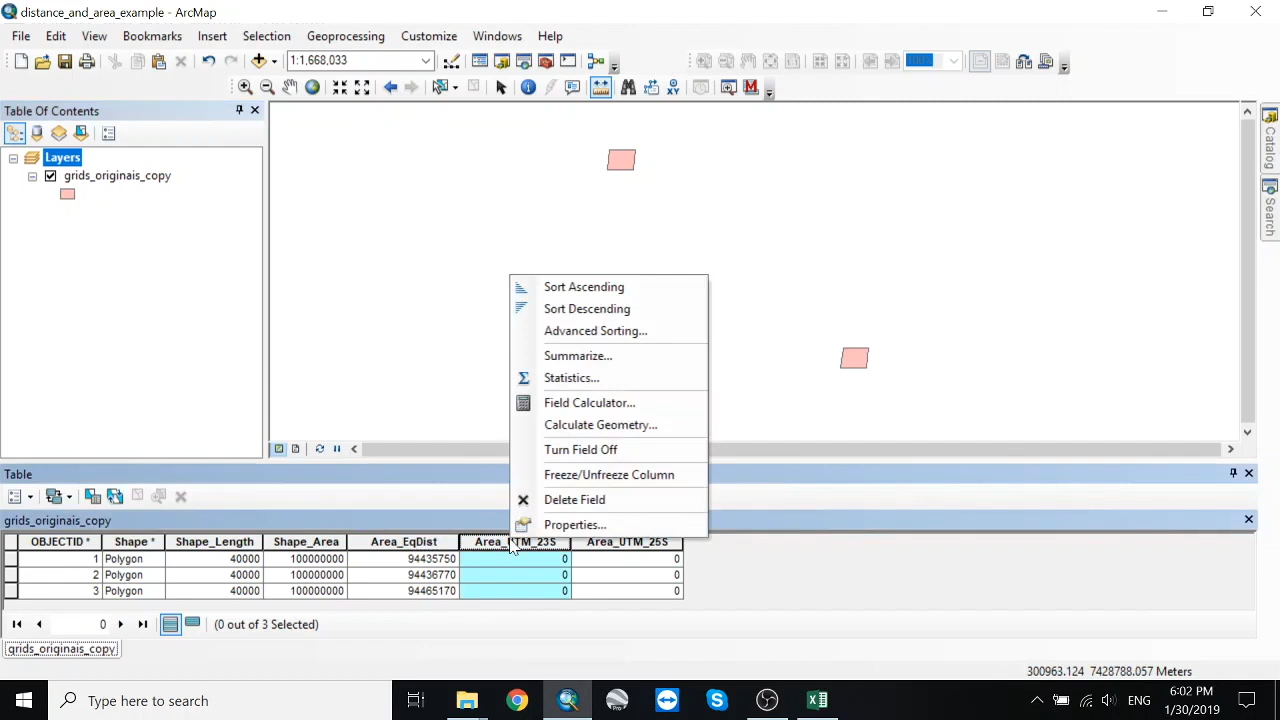 distance_and_area_example - ArcMap
File Edit View Bookmarks Insert Selection Geoprocessing Customize Windows Help
1:1,668,033
Table Of Contents
Layers
grids_originais_copy
Catalog
Search
Sort Ascending
Sort Descending
Advanced Sorting...
Summarize...
Statistics...
Field Calculator...
Calculate Geometry...
Turn Field Off
Freeze/Unfreeze Column
Delete Field
Properties...
Table
grids_originais_copy
OBJECTID * Shape * Shape_Length Shape_Area Area_EqDist Area_UTM_23S Area_UTM_25S
1 Polygon 40000 100000000 94435750 0 0
2 Polygon 40000 100000000 94436770 0 0
3 Polygon 40000 100000000 94465170 0 0
0 (0 out of 3 Selected)
grids_originais_copy
300963.124 7428788.057 Meters
Type here to search
ENG
6:02 PM
1/30/2019